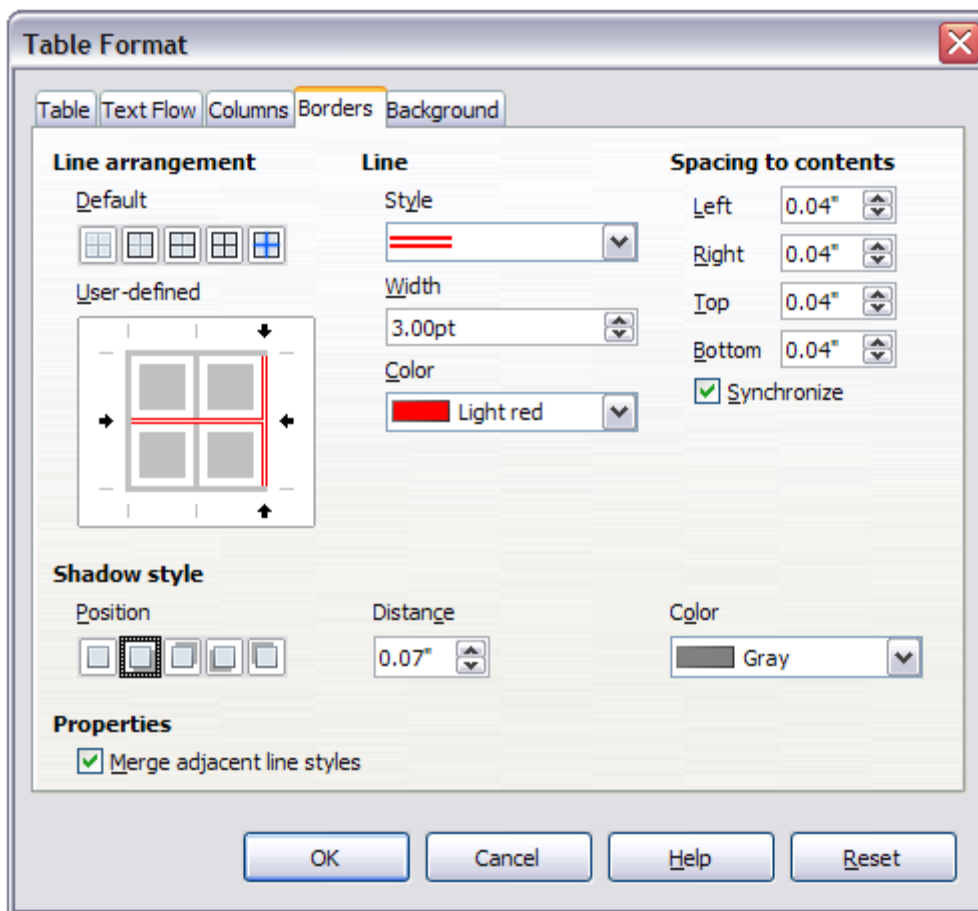 Table Format
Table Text Flow Columns Borders Background
Line arrangement
Default
User-defined
Line
Style
Width
3.00pt
Color
Light red
Spacing to contents
Left 0.04"
Right 0.04"
Top 0.04"
Bottom 0.04"
Synchronize
Shadow style
Position
Distance
0.07"
Color
Gray
Properties
Merge adjacent line styles
OK Cancel Help Reset